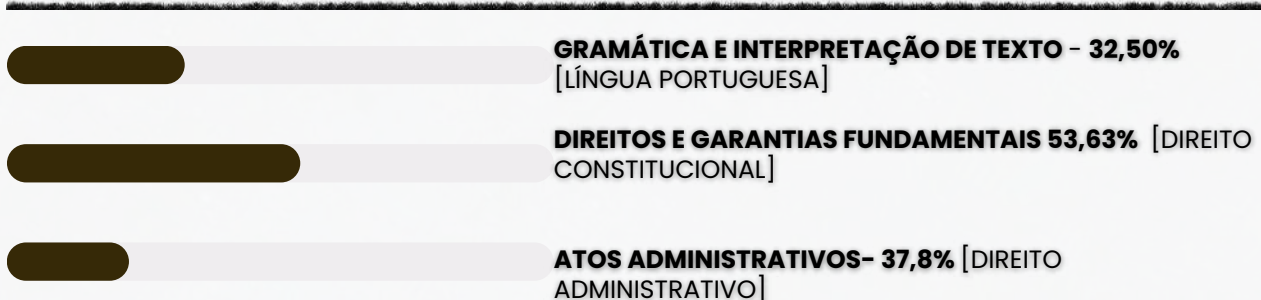 GRAMÁTICA E INTERPRETAÇÃO DE TEXTO - 32,50%
[LÍNGUA PORTUGUESA]
DIREITOS E GARANTIAS FUNDAMENTAIS 53,63% [DIREITO
CONSTITUCIONAL]
ATOS ADMINISTRATIVOS- 37,8% [DIREITO
ADMINISTRATIVO]